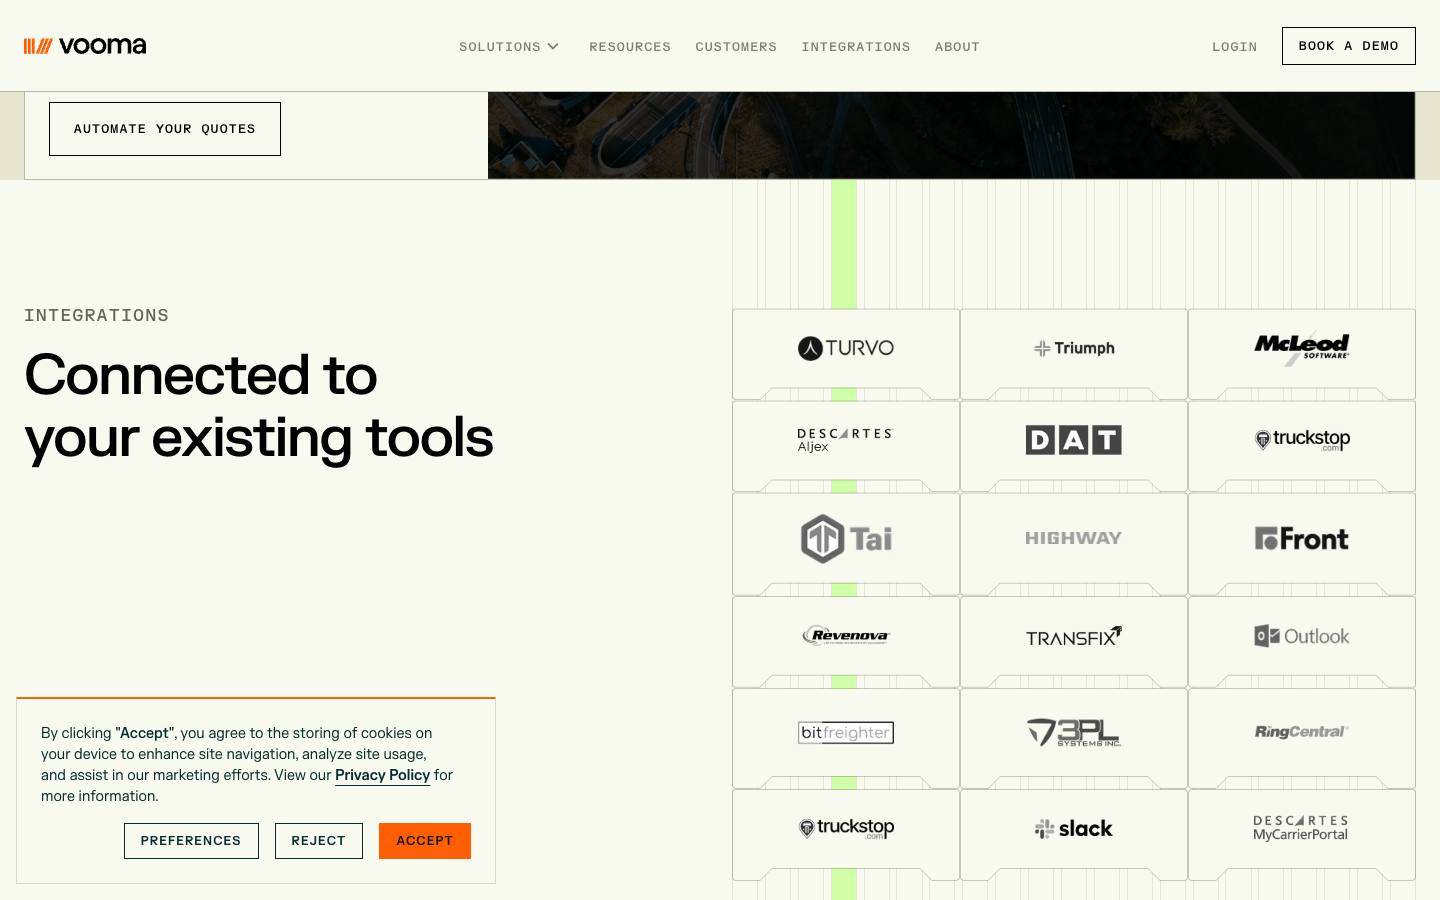 vooma
SOLUTIONS
RESOURCES
CUSTOMERS
INTEGRATIONS
ABOUT
LOGIN
BOOK A DEMO
AUTOMATE YOUR QUOTES
INTEGRATIONS
Connected to
your existing tools
TURVO
Triumph
McLeod
SOFTWARE
DESCARTES
Aljex
DAT
truckstop
.com
Tai
HIGHWAY
Front
Revenova
TRANSFIX
Outlook
bitfreighter
3PL
SYSTEMS INC.
RingCentral
truckstop
.com
slack
DESCARTES
MyCarrierPortal
By clicking "Accept", you agree to the storing of cookies on
your device to enhance site navigation, analyze site usage,
and assist in our marketing efforts. View our Privacy Policy for
more information.
PREFERENCES
REJECT
ACCEPT